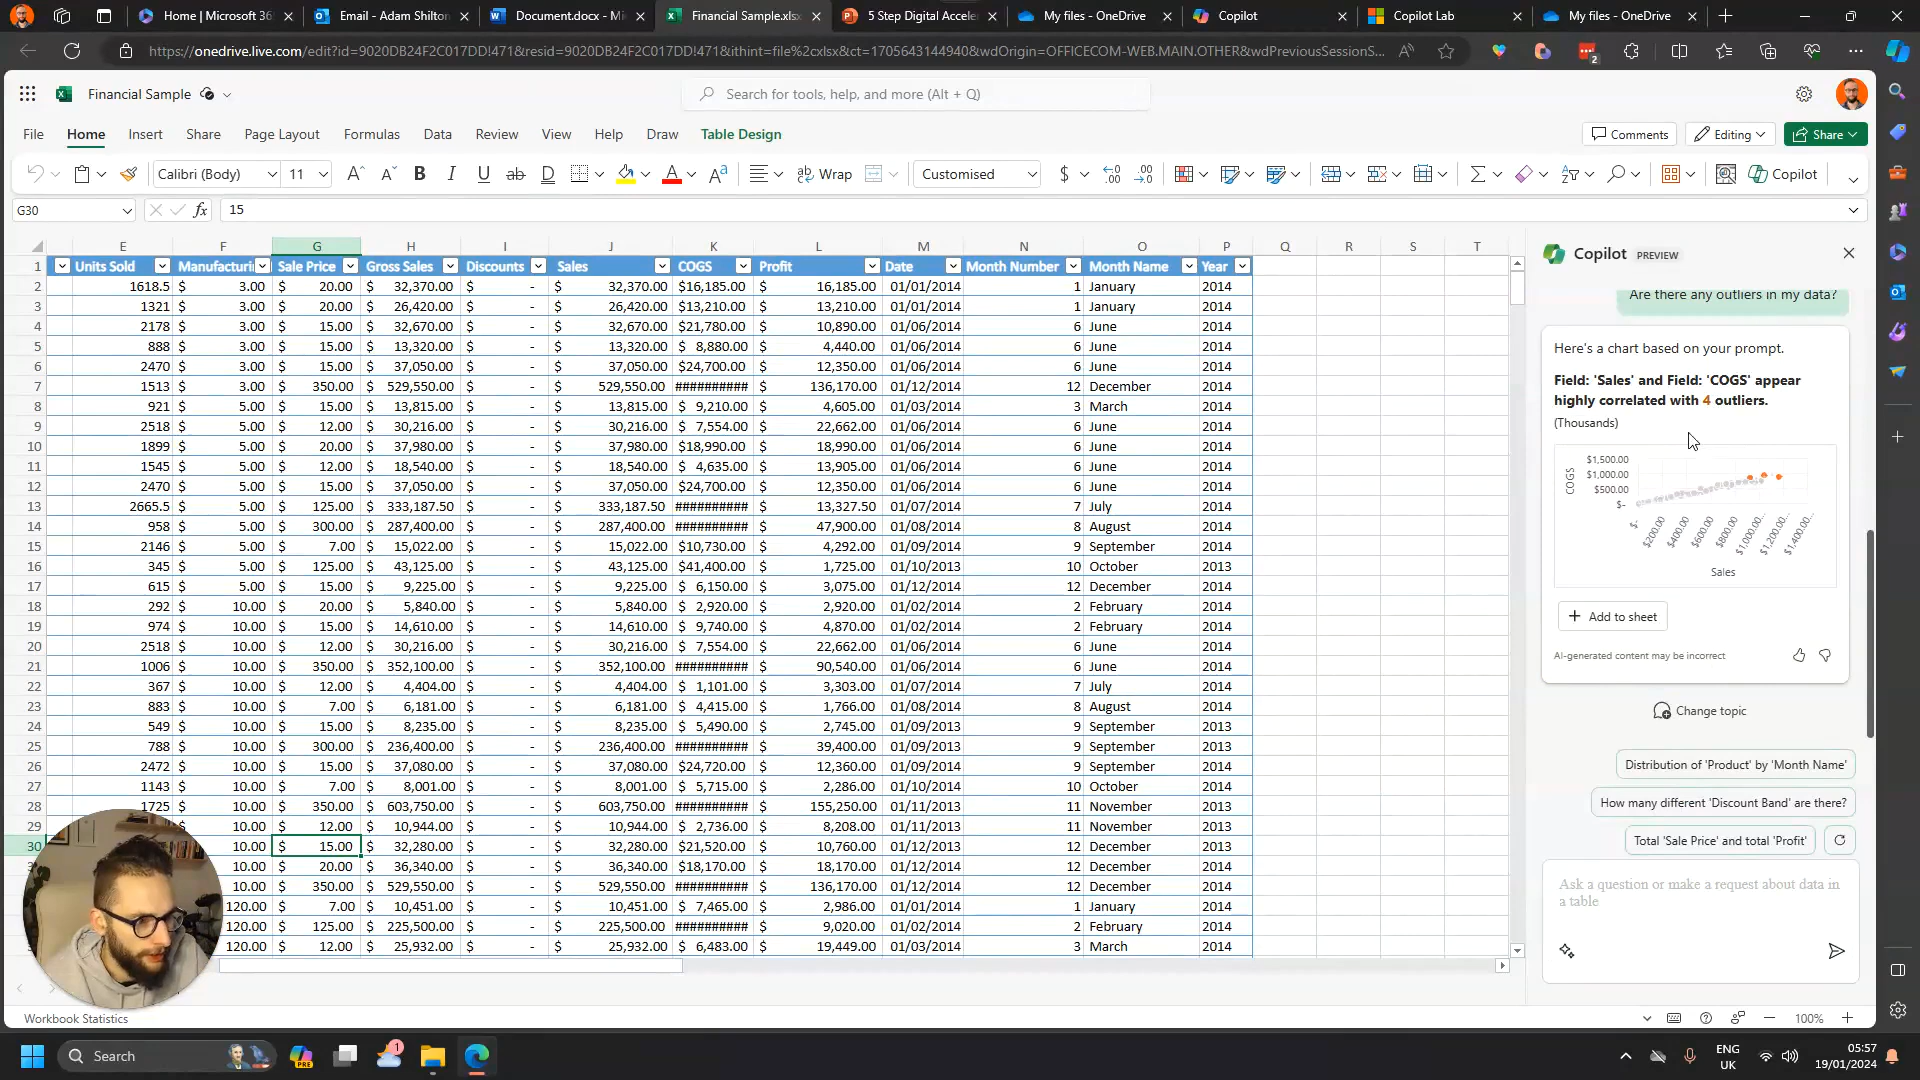 Home | Microsoft 36
Email - Adam Shilton
Document.docx - Mi
Financial Sample.xlsx
5 Step Digital Acceler
My files - OneDrive
Copilot
Copilot Lab
My files - OneDrive
https://onedrive.live.com/edit?id=9020DB24F2C017DD!471&resid=9020DB24F2C017DD!471&ithint=file%2cxlsx&ct=1705643144940&wdOrigin=OFFICECOM-WEB.MAIN.OTHER&wdPreviousSessionS...
Financial Sample
Search for tools, help, and more (Alt + Q)
File Home Insert Share Page Layout Formulas Data Review View Help Draw Table Design
Comments Editing Share
Calibri (Body) 11 B I U ab D A Wrap Customised $ Copilot
G30 fx 15
E F G H I J K L M N O P Q R S T
1 Units Sold Manufacturi Sale Price Gross Sales Discounts Sales COGS Profit Date Month Number Month Name Year
2 1618.5 $ 3.00 $ 20.00 $ 32,370.00 $ - $ 32,370.00 $16,185.00 $ 16,185.00 01/01/2014 1 January 2014
3 1321 $ 3.00 $ 20.00 $ 26,420.00 $ - $ 26,420.00 $13,210.00 $ 13,210.00 01/01/2014 1 January 2014
4 2178 $ 3.00 $ 15.00 $ 32,670.00 $ - $ 32,670.00 $21,780.00 $ 10,890.00 01/06/2014 6 June 2014
5 888 $ 3.00 $ 15.00 $ 13,320.00 $ - $ 13,320.00 $ 8,880.00 $ 4,440.00 01/06/2014 6 June 2014
6 2470 $ 3.00 $ 15.00 $ 37,050.00 $ - $ 37,050.00 $24,700.00 $ 12,350.00 01/06/2014 6 June 2014
7 1513 $ 3.00 $ 350.00 $ 529,550.00 $ - $ 529,550.00 ########## $ 136,170.00 01/12/2014 12 December 2014
8 921 $ 5.00 $ 15.00 $ 13,815.00 $ - $ 13,815.00 $ 9,210.00 $ 4,605.00 01/03/2014 3 March 2014
9 2518 $ 5.00 $ 12.00 $ 30,216.00 $ - $ 30,216.00 $ 7,554.00 $ 22,662.00 01/06/2014 6 June 2014
10 1899 $ 5.00 $ 20.00 $ 37,980.00 $ - $ 37,980.00 $18,990.00 $ 18,990.00 01/06/2014 6 June 2014
11 1545 $ 5.00 $ 12.00 $ 18,540.00 $ - $ 18,540.00 $ 4,635.00 $ 13,905.00 01/06/2014 6 June 2014
12 2470 $ 5.00 $ 15.00 $ 37,050.00 $ - $ 37,050.00 $24,700.00 $ 12,350.00 01/06/2014 6 June 2014
13 2665.5 $ 5.00 $ 125.00 $ 333,187.50 $ - $ 333,187.50 ########## $ 13,327.50 01/07/2014 7 July 2014
14 958 $ 5.00 $ 300.00 $ 287,400.00 $ - $ 287,400.00 ########## $ 47,900.00 01/08/2014 8 August 2014
15 2146 $ 5.00 $ 7.00 $ 15,022.00 $ - $ 15,022.00 $10,730.00 $ 4,292.00 01/09/2014 9 September 2014
16 345 $ 5.00 $ 125.00 $ 43,125.00 $ - $ 43,125.00 $41,400.00 $ 1,725.00 01/10/2013 10 October 2013
17 615 $ 5.00 $ 15.00 $ 9,225.00 $ - $ 9,225.00 $ 6,150.00 $ 3,075.00 01/12/2014 12 December 2014
18 292 $ 10.00 $ 20.00 $ 5,840.00 $ - $ 5,840.00 $ 2,920.00 $ 2,920.00 01/02/2014 2 February 2014
19 974 $ 10.00 $ 15.00 $ 14,610.00 $ - $ 14,610.00 $ 9,740.00 $ 4,870.00 01/02/2014 2 February 2014
20 2518 $ 10.00 $ 12.00 $ 30,216.00 $ - $ 30,216.00 $ 7,554.00 $ 22,662.00 01/06/2014 6 June 2014
21 1006 $ 10.00 $ 350.00 $ 352,100.00 $ - $ 352,100.00 ########## $ 90,540.00 01/06/2014 6 June 2014
22 367 $ 10.00 $ 12.00 $ 4,404.00 $ - $ 4,404.00 $ 1,101.00 $ 3,303.00 01/07/2014 7 July 2014
23 883 $ 10.00 $ 7.00 $ 6,181.00 $ - $ 6,181.00 $ 4,415.00 $ 1,766.00 01/08/2014 8 August 2014
24 549 $ 10.00 $ 15.00 $ 8,235.00 $ - $ 8,235.00 $ 5,490.00 $ 2,745.00 01/09/2013 9 September 2013
25 788 $ 10.00 $ 300.00 $ 236,400.00 $ - $ 236,400.00 ########## $ 39,400.00 01/09/2013 9 September 2013
26 2472 $ 10.00 $ 15.00 $ 37,080.00 $ - $ 37,080.00 $24,720.00 $ 12,360.00 01/09/2014 9 September 2014
27 1143 $ 10.00 $ 7.00 $ 8,001.00 $ - $ 8,001.00 $ 5,715.00 $ 2,286.00 01/10/2014 10 October 2014
28 1725 $ 10.00 $ 350.00 $ 603,750.00 $ - $ 603,750.00 ########## $ 155,250.00 01/11/2013 11 November 2013
29 10.00 $ 12.00 $ 10,944.00 $ - $ 10,944.00 $ 2,736.00 $ 8,208.00 01/11/2013 11 November 2013
30 10.00 $ 15.00 $ 32,280.00 $ - $ 32,280.00 $21,520.00 $ 10,760.00 01/12/2013 12 December 2013
10.00 $ 20.00 $ 36,340.00 $ - $ 36,340.00 $18,170.00 $ 18,170.00 01/12/2014 12 December 2014
10.00 $ 350.00 $ 529,550.00 $ - $ 529,550.00 ########## $ 136,170.00 01/12/2014 12 December 2014
120.00 $ 7.00 $ 10,451.00 $ - $ 10,451.00 $ 7,465.00 $ 2,986.00 01/01/2014 1 January 2014
120.00 $ 125.00 $ 225,500.00 $ - $ 225,500.00 ########## $ 9,020.00 01/02/2014 2 February 2014
120.00 $ 12.00 $ 25,932.00 $ - $ 25,932.00 $ 6,483.00 $ 19,449.00 01/03/2014 3 March 2014
Copilot PREVIEW
Are there any outliers in my data?
Here's a chart based on your prompt.
Field: 'Sales' and Field: 'COGS' appear
highly correlated with 4 outliers.
(Thousands)
COGS
$1,500.00
$1,000.00
$500.00
$-
$- $200.00 $400.00 $600.00 $800.00 $1,000.00... $1,200.00... $1,400.00...
Sales
+ Add to sheet
AI-generated content may be incorrect
Change topic
Distribution of 'Product' by 'Month Name'
How many different 'Discount Band' are there?
Total 'Sale Price' and total 'Profit'
Ask a question or make a request about data in
a table
Workbook Statistics
100%
Search
PRE
1
ENG
UK
05:57
19/01/2024